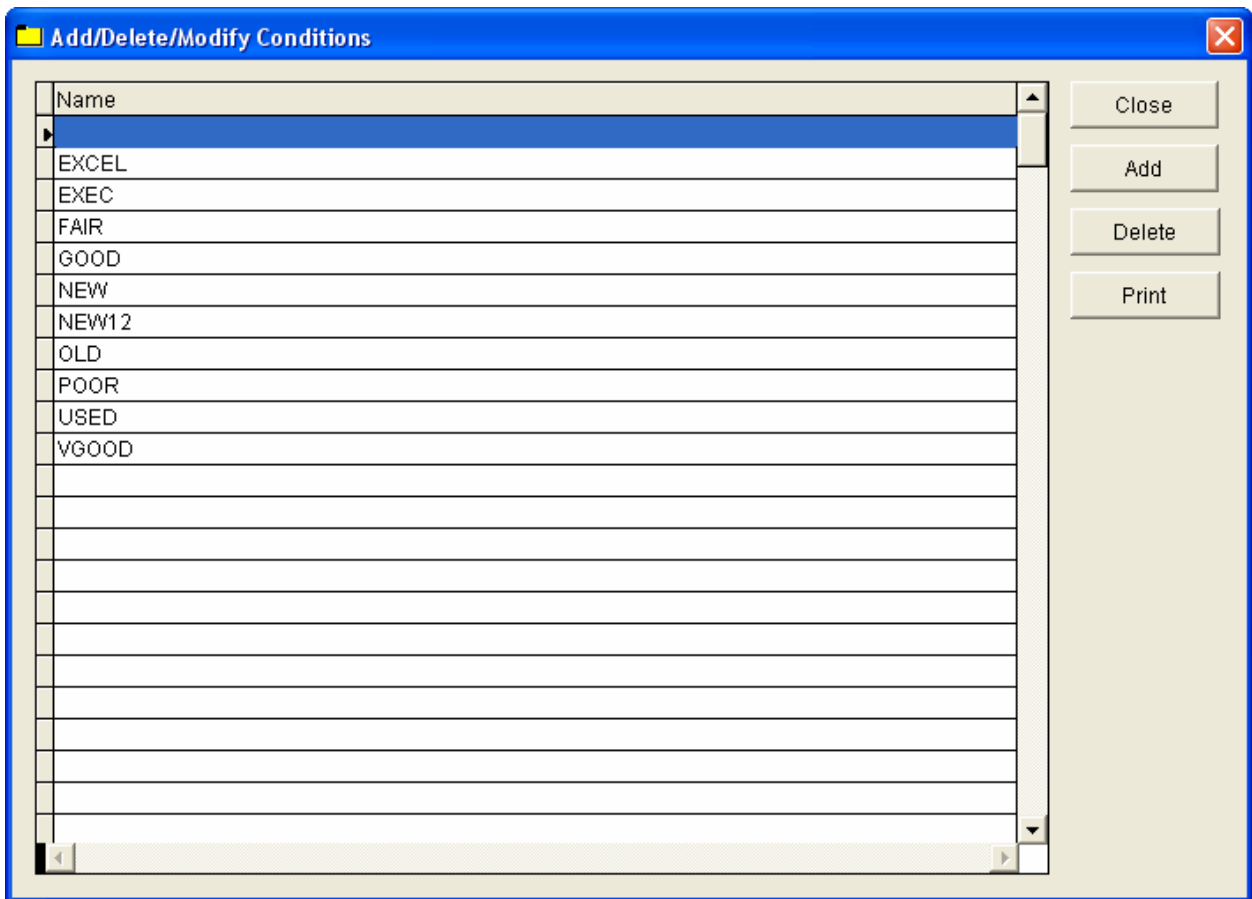 Add/Delete/Modify Conditions
Name
EXCEL
EXEC
FAIR
GOOD
NEW
NEW12
OLD
POOR
USED
VGOOD
Close
Add
Delete
Print